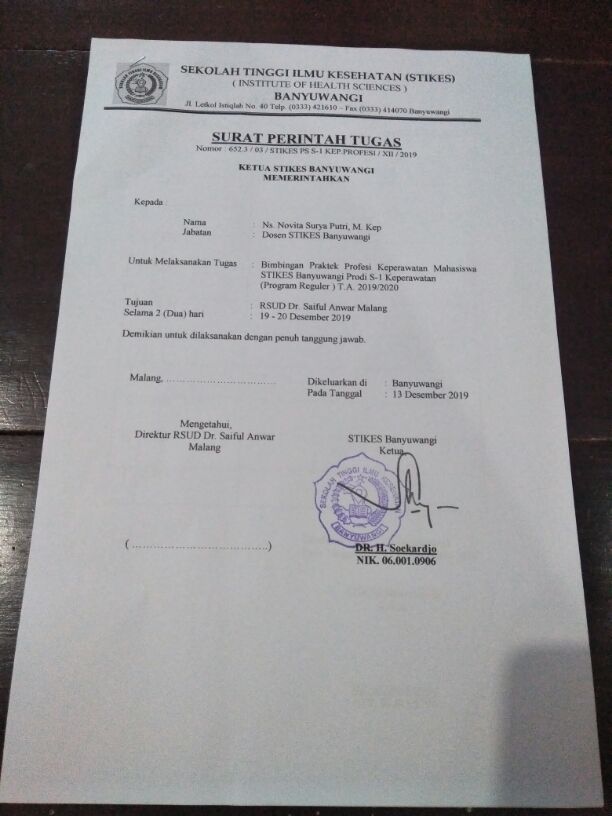 SEKOLAH TINGGI ILMU KESEHATAN (STIKES)
( INSTITUTE OF HEALTH SCIENCES )
BANYUWANGI
Jl. Letkol Istiqlah No. 40 Telp. (0333) 421610 – Fax (0333) 414070 Banyuwangi
SURAT PERINTAH TUGAS
Nomor : 652.3 / 03 / STIKES PS S-1 KEP.PROFESI / XII / 2019
KETUA STIKES BANYUWANGI
MEMERINTAHKAN
Kepada
Nama : Ns. Novita Surya Putri, M. Kep
Jabatan : Dosen STIKES Banyuwangi
Untuk Melaksanakan Tugas : Bimbingan Praktek Profesi Keperawatan Mahasiswa
STIKES Banyuwangi Prodi S-1 Keperawatan
(Program Reguler ) T.A. 2019/2020
Tujuan : RSUD Dr. Saiful Anwar Malang
Selama 2 (Dua) hari : 19 - 20 Desember 2019
Demikian untuk dilaksanakan dengan penuh tanggung jawab.
Malang, ................................
Dikeluarkan di : Banyuwangi
Pada Tanggal : 13 Desember 2019
Mengetahui,
Direktur RSUD Dr. Saiful Anwar
Malang
(.......................................)
STIKES Banyuwangi
Ketua
SEKOLAH TINGGI ILMU KESEHATAN
BANYUWANGI
DR. H. Soekardjo
NIK. 06.001.0906